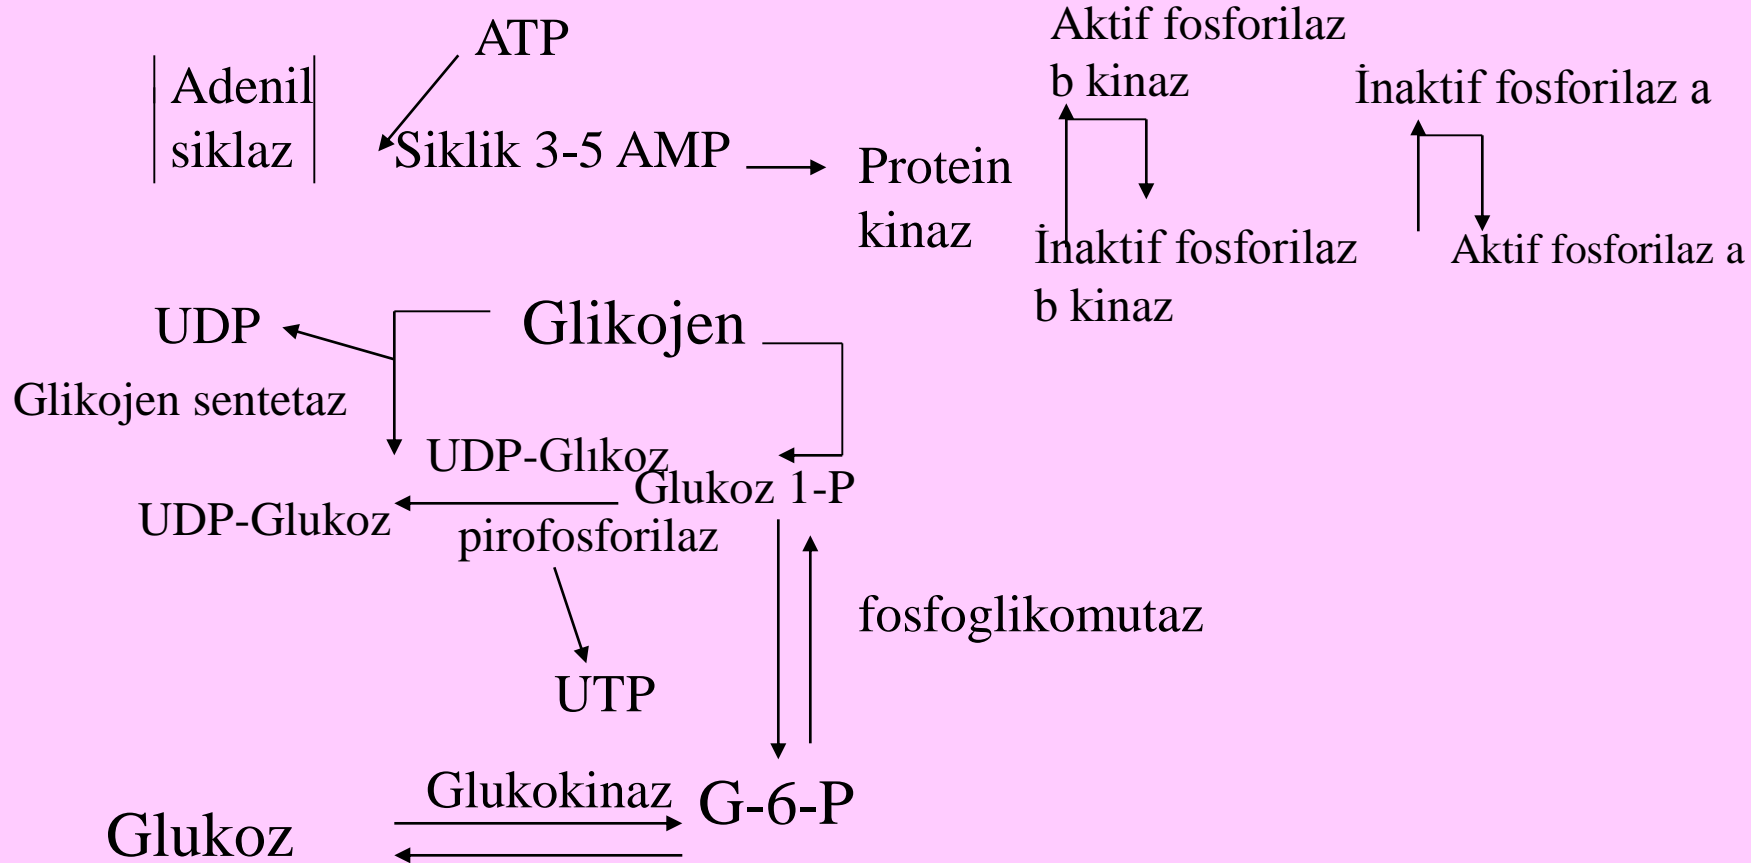 ATP
Adenil
siklaz
Siklik 3-5 AMP
Protein
kinaz
Aktif fosforilaz
b kinaz
İnaktif fosforilaz
b kinaz
İnaktif fosforilaz a
Aktif fosforilaz a
UDP
Glikojen
Glikojen sentetaz
UDP-Glıkoz
Glukoz 1-P
UDP-Glukoz
pirofosforilaz
fosfoglikomutaz
UTP
Glukokinaz
G-6-P
Glukoz